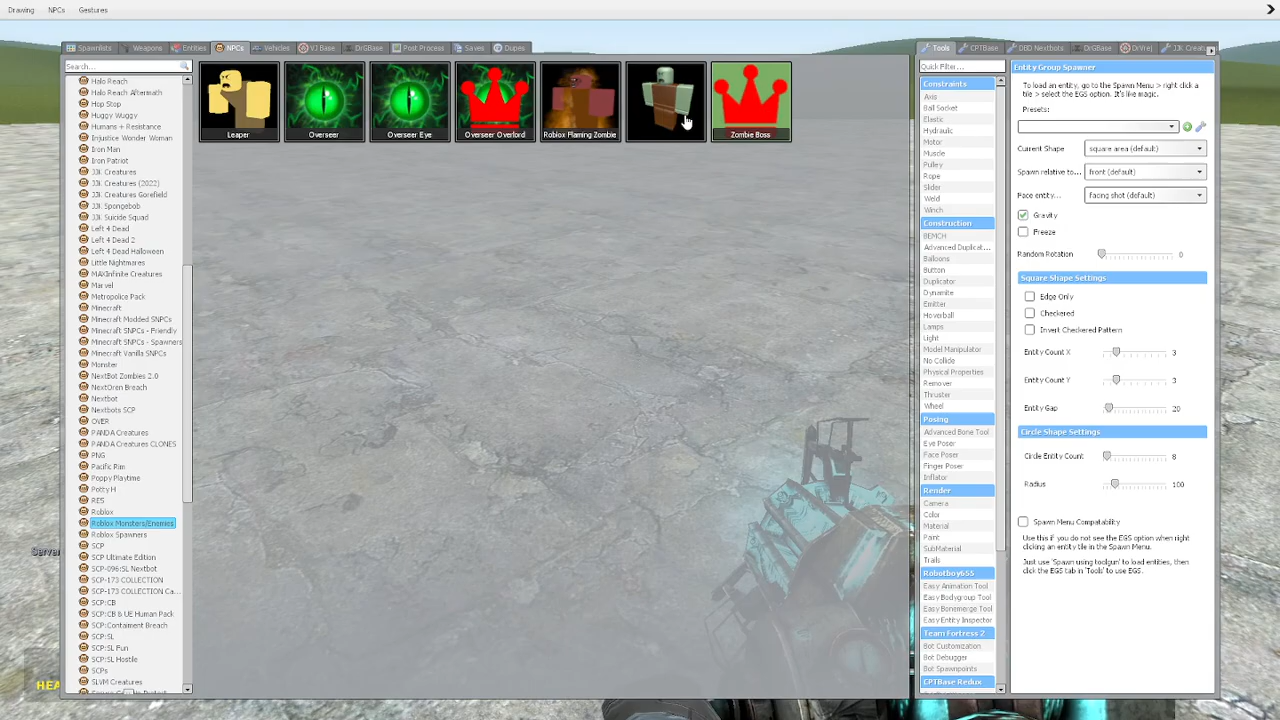 Drawing NPCs Gestures
Spawnlists Weapons Entities NPCs Vehicles VJ Base DrGBase Post Process Saves Dupes
Search...
Halo Reach
Halo Reach Aftermath
Hop Stop
Huggy Wuggy
Humans + Resistance
Injustice Wonder Woman
Iron Man
Iron Patriot
JJK Creatures
JJK Creatures (2022)
JJK Creatures Gorefield
JJK Spongebob
JJK Suicide Squad
Left 4 Dead
Left 4 Dead 2
Left 4 Dead Halloween
Little Nightmares
MAXInfinite Creatures
Marvel
Metropolice Pack
Minecraft
Minecraft Modded SNPCs
Minecraft SNPCs - Friendly
Minecraft SNPCs - Spawners
Minecraft Vanilla SNPCs
Monster
NextBot Zombies 2.0
NextOren Breach
Nextbot
Nextbots SCP
OVER
PANDA Creatures
PANDA Creatures CLONES
PNG
Pacific Rim
Poppy Playtime
Potty H
RES
Roblox
Roblox Monsters/Enemies
Roblox Spawners
SCP
SCP Ultimate Edition
SCP-096:SL Nextbot
SCP-173 COLLECTION
SCP-173 COLLECTION Ca...
SCP:CB
SCP:CB & UE Human Pack
SCP:Containment Breach
SCP:SL
SCP:SL Fun
SCP:SL Hostile
SCPs
SLVM Creatures
Leaper
Overseer
Overseer Eye
Overseer Overlord
Roblox Flaming Zombie
Zombie Boss
HEA
Tools CPTBase DBD Nextbots DrGBase DrVrej JJK Creat...
Quick Filter...
Constraints
Axis
Ball Socket
Elastic
Hydraulic
Motor
Muscle
Pulley
Rope
Slider
Weld
Winch
Construction
BEMCH
Advanced Duplicat...
Balloons
Button
Duplicator
Dynamite
Emitter
Hoverball
Lamps
Light
Model Manipulator
No Collide
Physical Properties
Remover
Thruster
Wheel
Posing
Advanced Bone Tool
Eye Poser
Face Poser
Finger Poser
Inflator
Render
Camera
Color
Material
Paint
SubMaterial
Trails
Robotboy655
Easy Animation Tool
Easy Bodygroup Tool
Easy Bonemerge Tool
Easy Entity Inspector
Team Fortress 2
Bot Customization
Bot Debugger
Bot Spawnpoints
CPTBase Redux
Entity Group Spawner
To load an entity, go to the Spawn Menu > right click
a tile > select the EGS option. It's like magic.
Presets:
Current Shape square area (default)
Spawn relative to... front (default)
Face entity... facing shot (default)
Gravity
Freeze
Random Rotation 0
Square Shape Settings
Edge Only
Checkered
Invert Checkered Pattern
Entity Count X 3
Entity Count Y 3
Entity Gap 20
Circle Shape Settings
Circle Entity Count 8
Radius 100
Spawn Menu Compatability
Use this if you do not see the EGS option when right
clicking an entity tile in the Spawn Menu.
Just use 'Spawn using toolgun' to load entities, then
click the EGS tab in 'Tools' to use EGS.